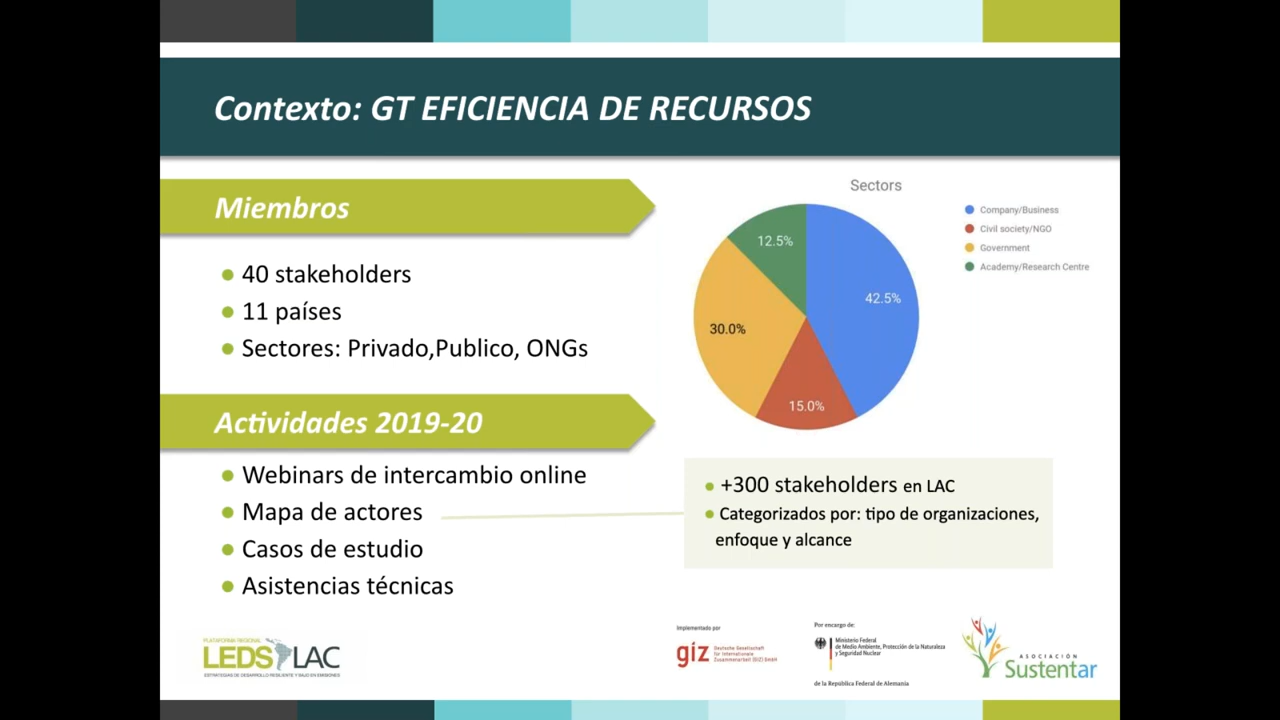 Contexto: GT EFICIENCIA DE RECURSOS
Miembros
40 stakeholders
11 países
Sectores: Privado,Publico, ONGs
Sectors
Company/Business
Civil society/NGO
Government
Academy/Research Centre
12.5%
42.5%
30.0%
15.0%
Actividades 2019-20
Webinars de intercambio online
Mapa de actores
Casos de estudio
Asistencias técnicas
+300 stakeholders en LAC
Categorizados por: tipo de organizaciones,
enfoque y alcance
PLATAFORMA REGIONAL
LEDS LAC
ESTRATEGIAS DE DESARROLLO RESILIENTE Y BAJO EN EMISIONES
Implementada por
giz
Deutsche Gesellschaft
für Internationale
Zusammenarbeit (GIZ) GmbH
Por encargo de:
Ministerio Federal
de Medio Ambiente, Protección de la Naturaleza
y Seguridad Nuclear
de la República Federal de Alemania
ASOCIACIÓN
Sustentar